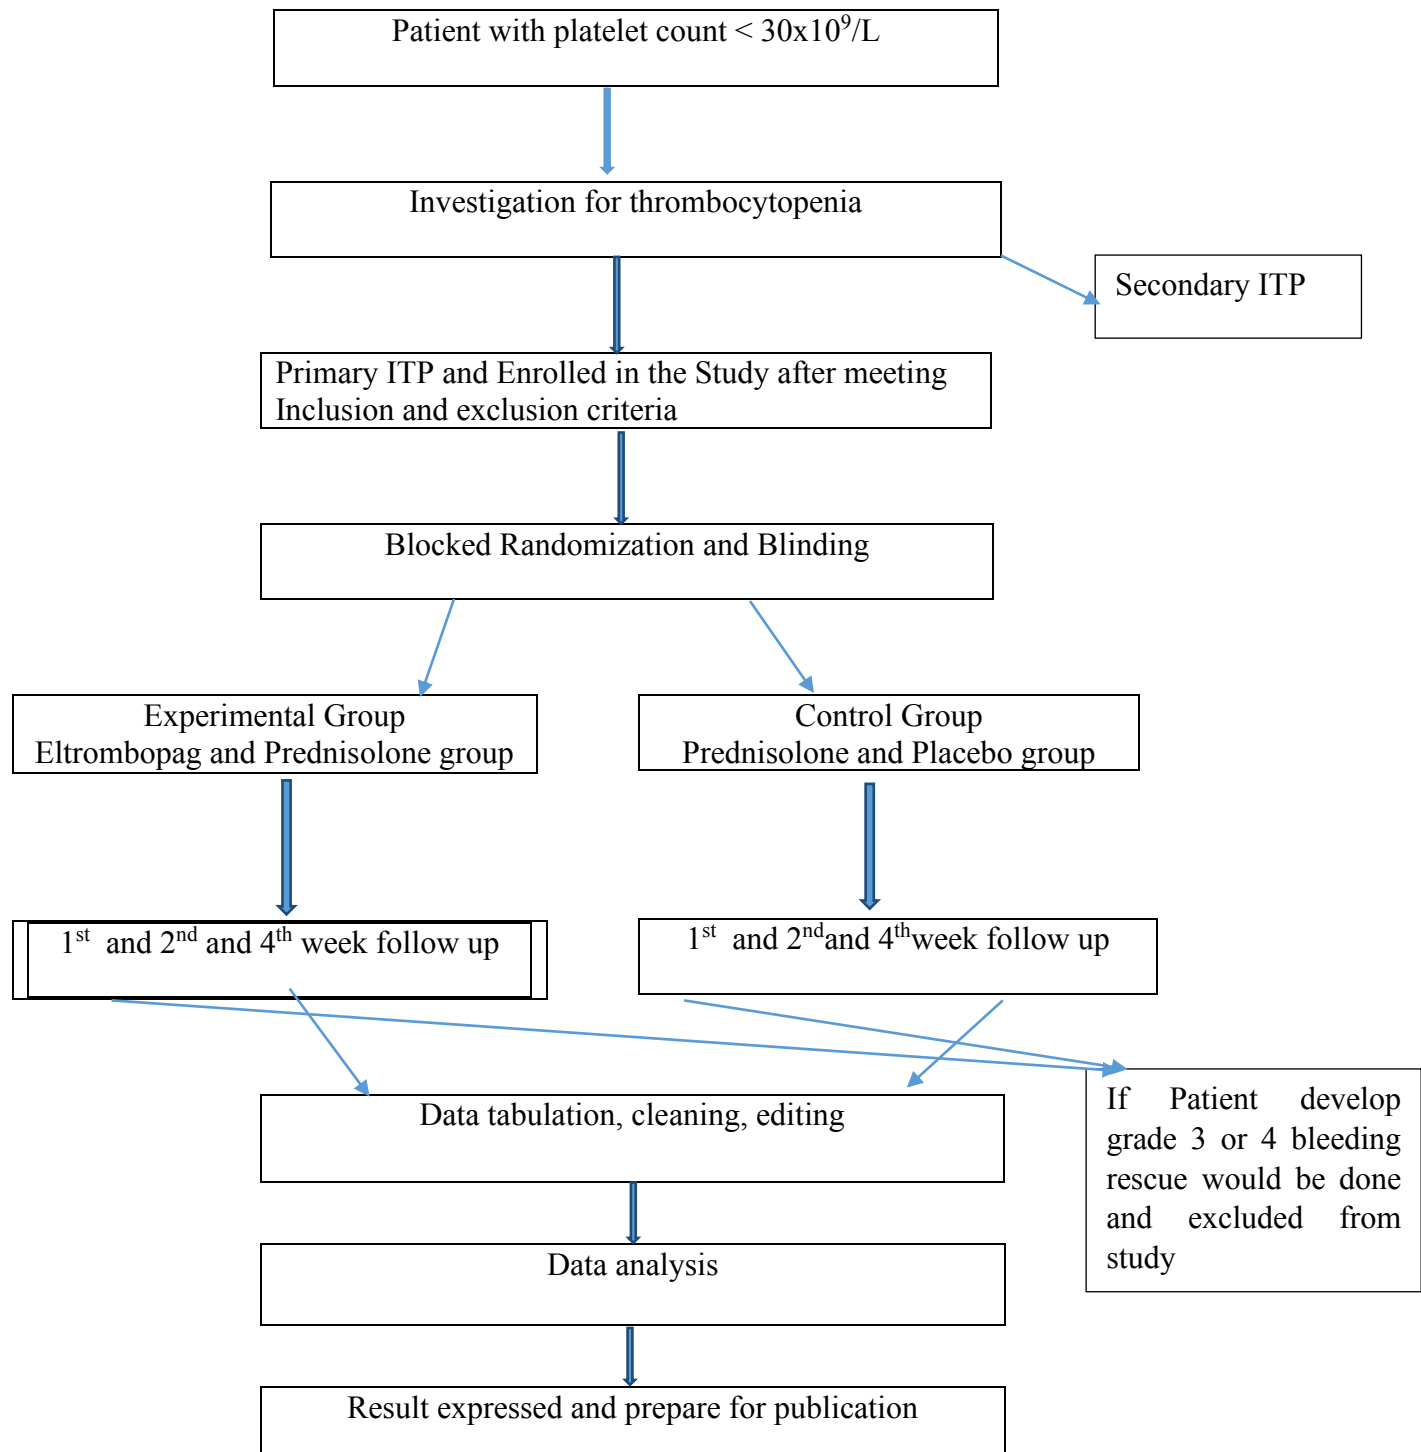 Patient with platelet count < 30x10⁹/L
Investigation for thrombocytopenia
Secondary ITP
Primary ITP and Enrolled in the Study after meeting
Inclusion and exclusion criteria
Blocked Randomization and Blinding
Experimental Group
Eltrombopag and Prednisolone group
Control Group
Prednisolone and Placebo group
1st and 2nd and 4th week follow up
1st and 2nd and 4th week follow up
Data tabulation, cleaning, editing
If Patient develop
grade 3 or 4 bleeding
rescue would be done
and excluded from
study
Data analysis
Result expressed and prepare for publication